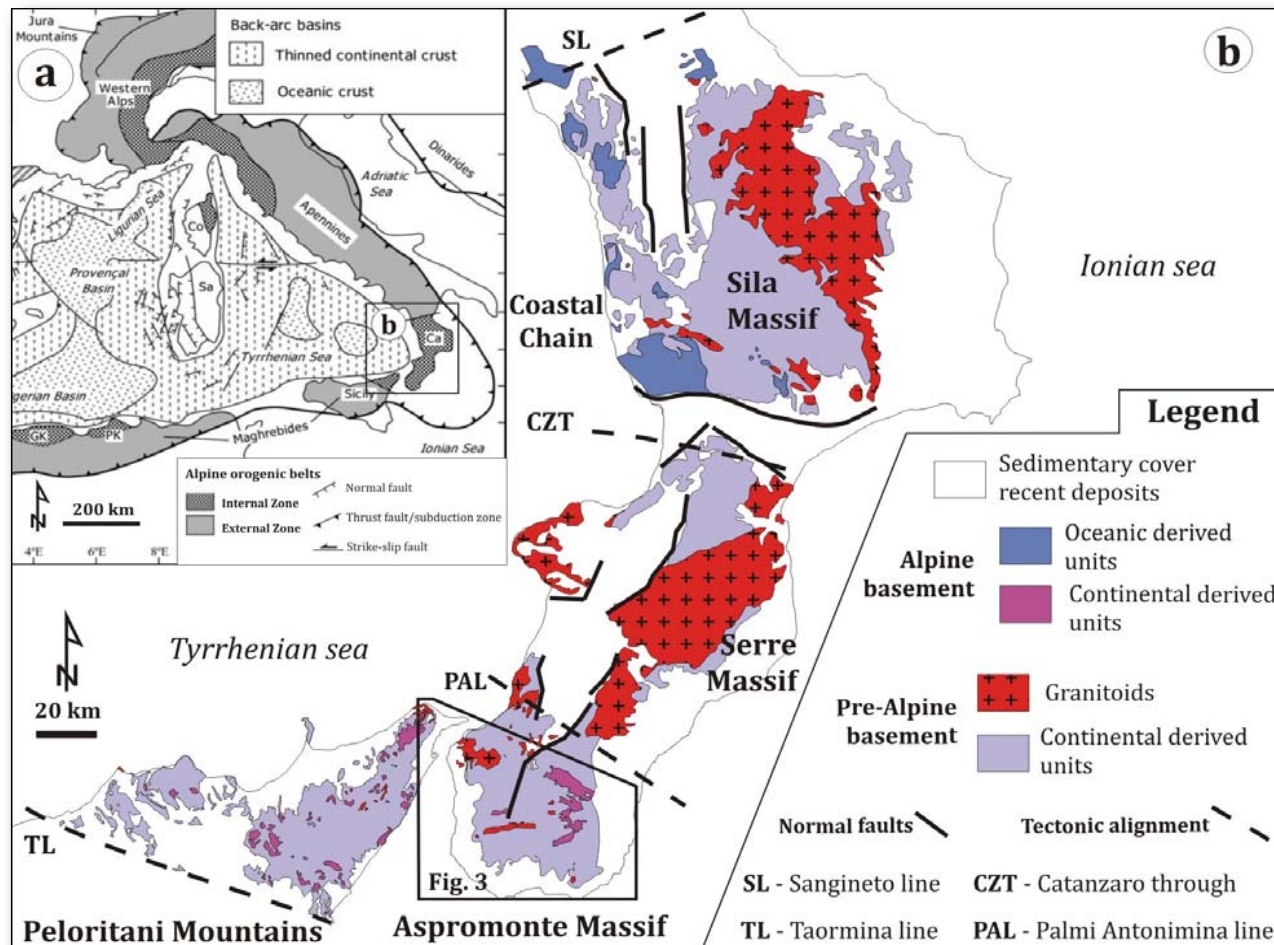 a
Jura
Mountains
Western
Alps
Back-arc basins
Thinned continental crust
Oceanic crust
Dinarides
Adriatic
Sea
Apennines
Ligurian Sea
Co
Provençal
Basin
Sa
b
Ca
Tyrrhenian Sea
Sicily
gerian Basin
GK
PK
Maghrebides
Ionian Sea
Alpine orogenic belts
Internal Zone
External Zone
Normal fault
Thrust fault/subduction zone
Strike-slip fault
N
200 km
4°E
6°E
8°E
b
SL
Ionian sea
Sila
Massif
Coastal
Chain
CZT
Tyrrhenian sea
Serre
Massif
PAL
N
20 km
TL
Fig. 3
Peloritani Mountains
Aspromonte Massif
Legend
Sedimentary cover
recent deposits
Alpine
basement
Oceanic derived
units
Continental derived
units
Pre-Alpine
basement
Granitoids
Continental derived
units
Normal faults
Tectonic alignment
SL - Sangineto line
CZT - Catanzaro through
TL - Taormina line
PAL - Palmi Antonimina line